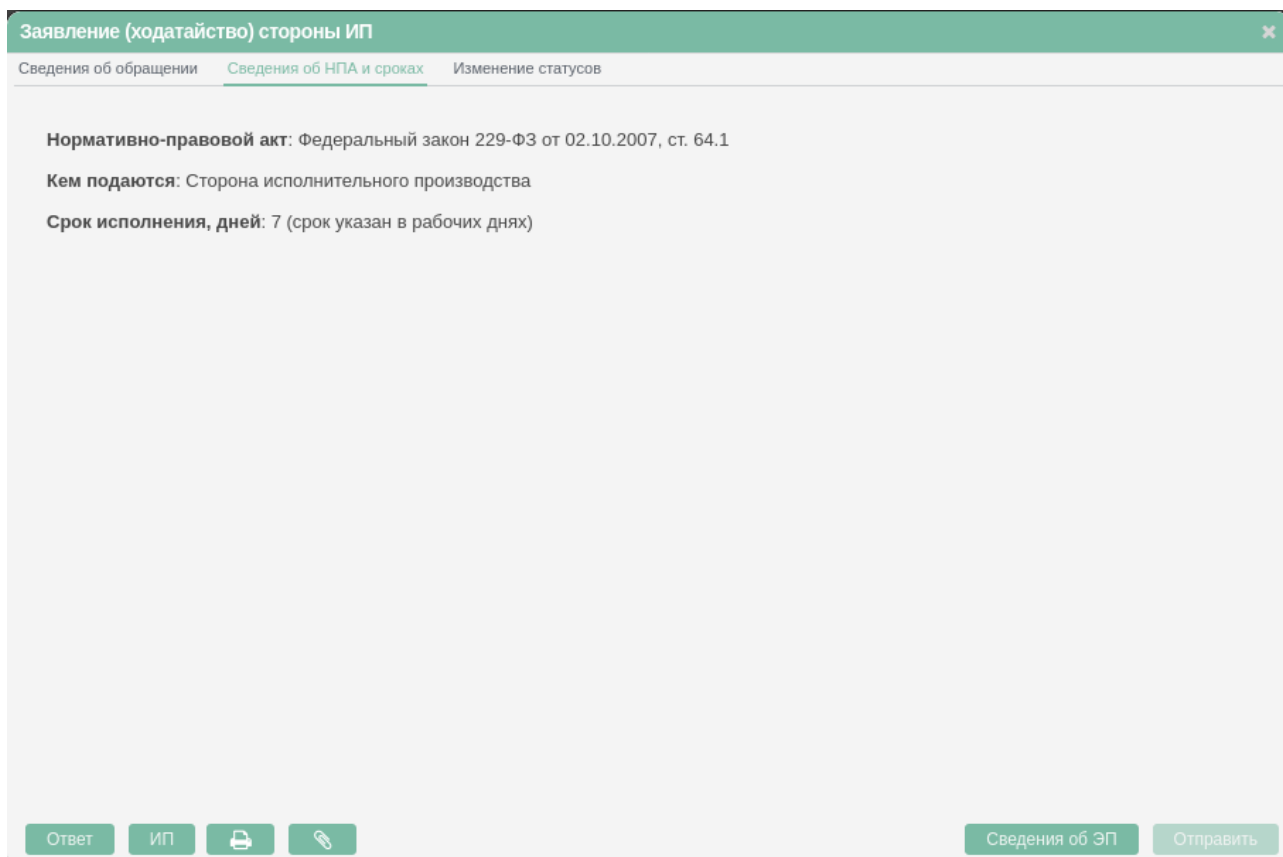 Заявление (ходатайство) стороны ИП
Сведения об обращении Сведения об НПА и сроках Изменение статусов
Нормативно-правовой акт: Федеральный закон 229-ФЗ от 02.10.2007, ст. 64.1
Кем подаются: Сторона исполнительного производства
Срок исполнения, дней: 7 (срок указан в рабочих днях)
Ответ ИП Сведения об ЭП Отправить